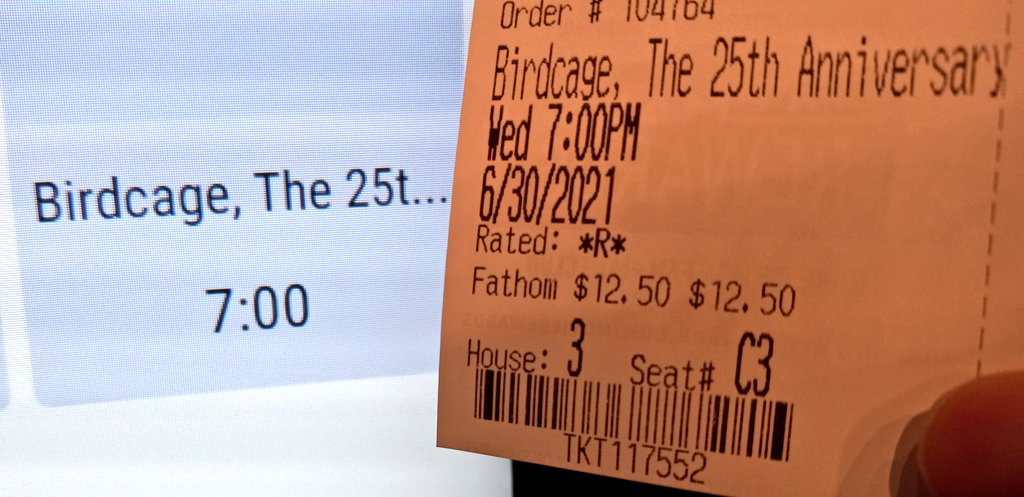 Birdcage, The 25t...
7:00
Order # 104764
Birdcage, The 25th Anniversary
Wed 7:00PM
6/30/2021
Rated: *R*
Fathom $12.50 $12.50
House: 3 Seat# C3
TKT117552